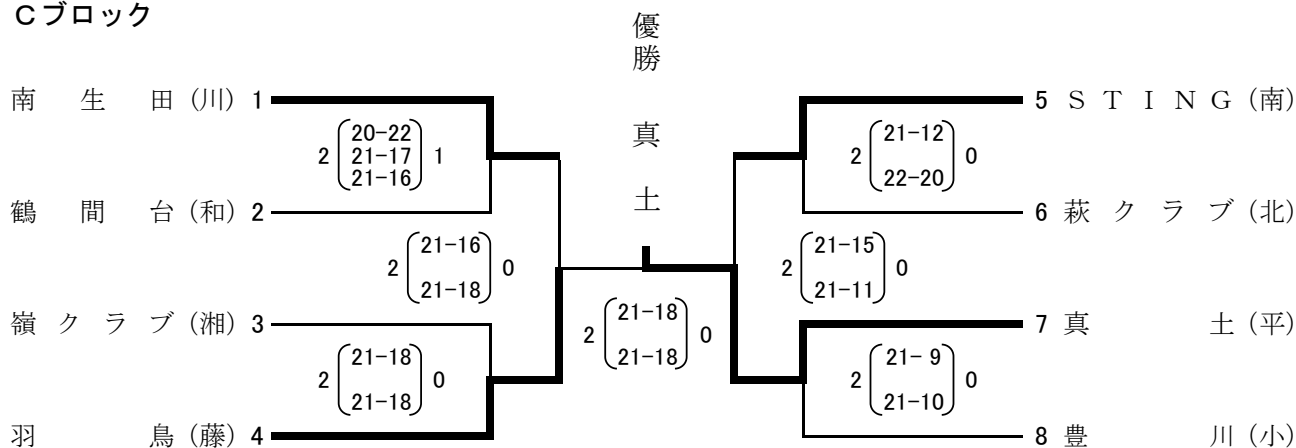 Cブロック
優勝 真土
南生田(川) 1
2 20-22 21-17 21-16 1
鶴間台(和) 2
2 21-16 21-18 0
嶺クラブ(湘) 3
2 21-18 21-18 0
羽鳥(藤) 4
2 21-18 21-18 0
5 STING(南)
2 21-12 22-20 0
6 萩クラブ(北)
2 21-15 21-11 0
7 真土(平)
2 21- 9 21-10 0
8 豊川(小)